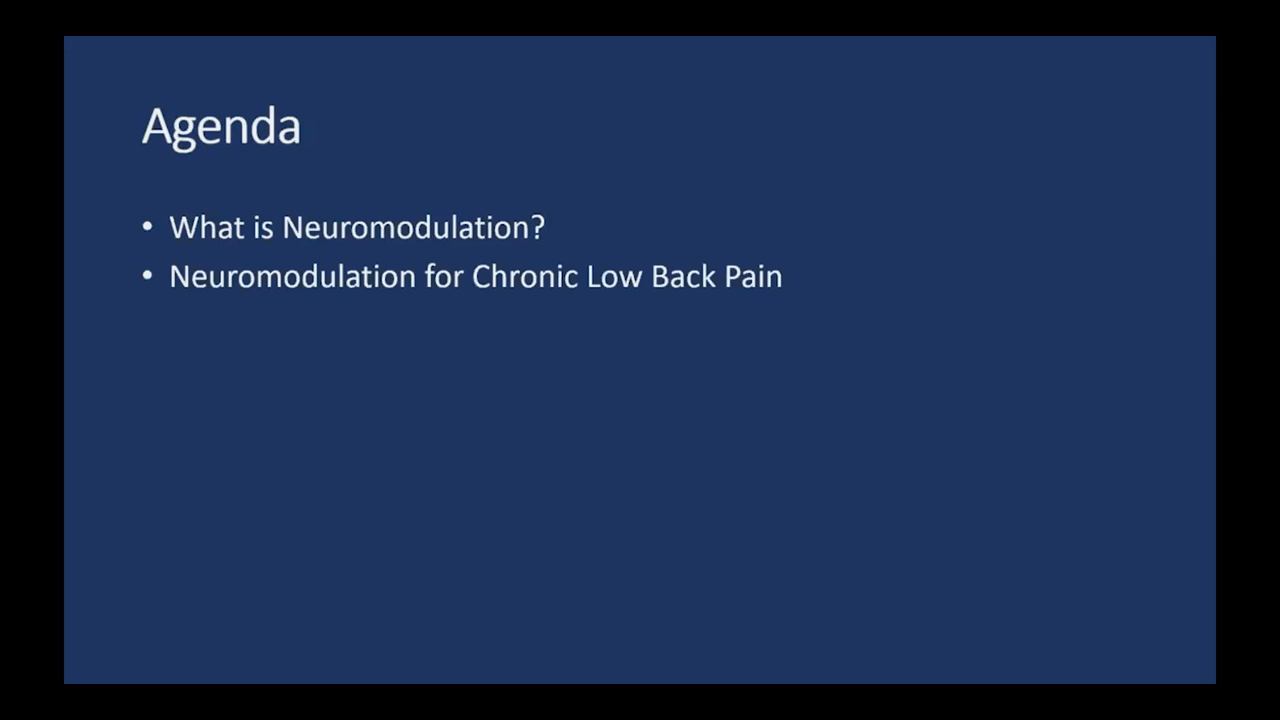 Agenda
• What is Neuromodulation?
• Neuromodulation for Chronic Low Back Pain